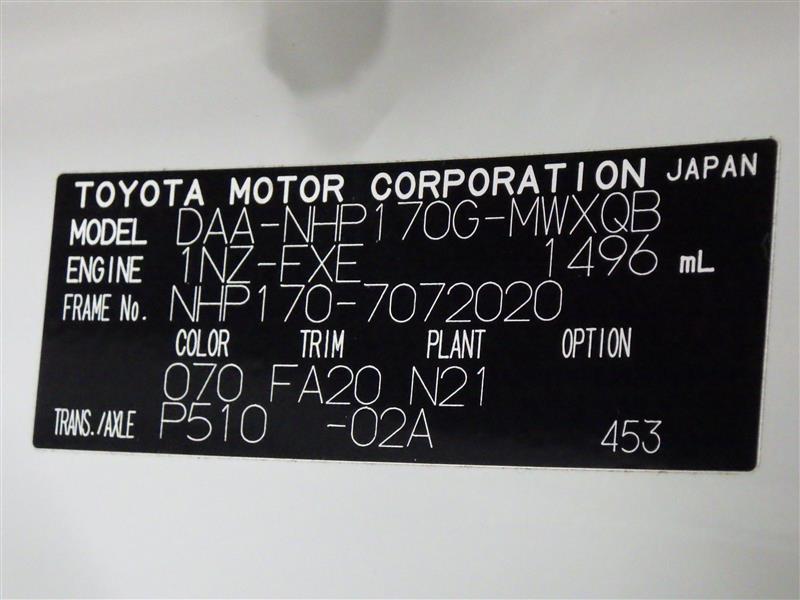 TOYOTA MOTOR CORPORATION JAPAN
MODEL DAA-NHP170G-MWXQB
ENGINE 1NZ-FXE 1496 mL
FRAME No. NHP170-7072020
COLOR TRIM PLANT OPTION
070 FA20 N21
TRANS./AXLE P510 -02A 453